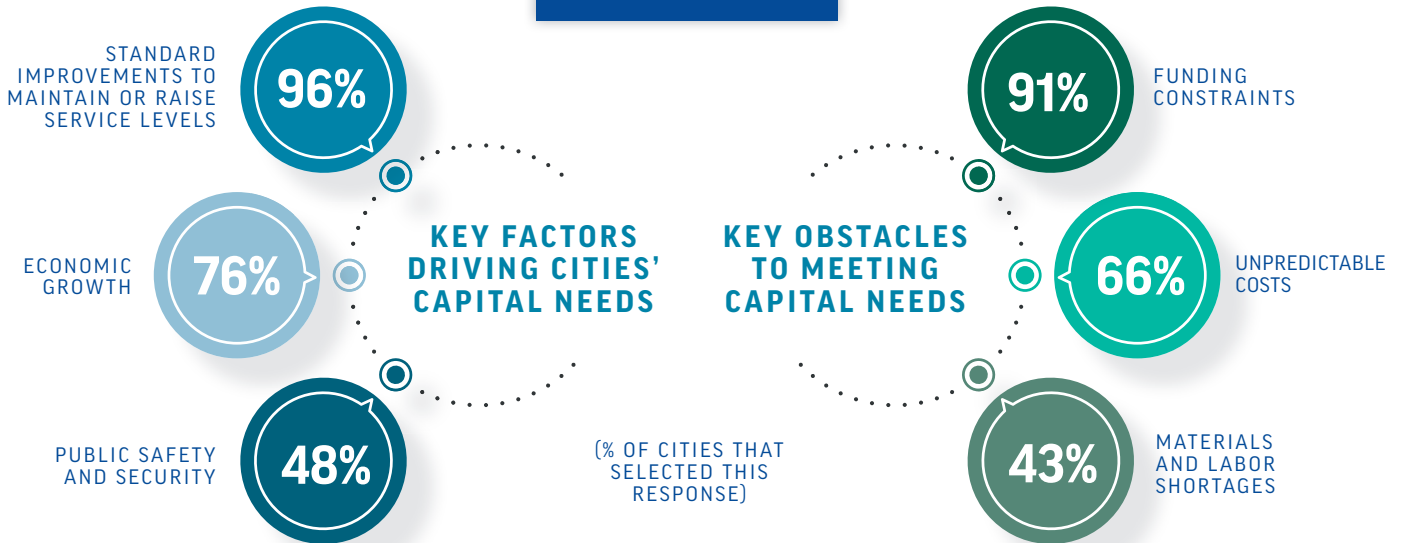 STANDARD
IMPROVEMENTS TO
MAINTAIN OR RAISE
SERVICE LEVELS
96%
ECONOMIC
GROWTH
76%
PUBLIC SAFETY
AND SECURITY
48%
KEY FACTORS
DRIVING CITIES’
CAPITAL NEEDS
KEY OBSTACLES
TO MEETING
CAPITAL NEEDS
91%
FUNDING
CONSTRAINTS
66%
UNPREDICTABLE
COSTS
43%
MATERIALS
AND LABOR
SHORTAGES
(% OF CITIES THAT
SELECTED THIS
RESPONSE)